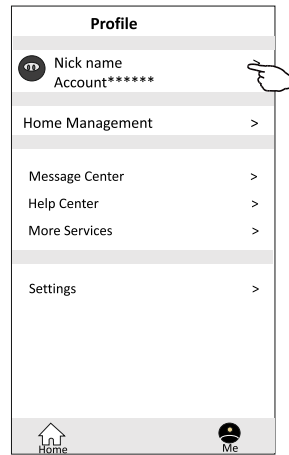 Profile
Nick name
Account******
Home Management >
Message Center >
Help Center >
More Services >
Settings >
Home Me